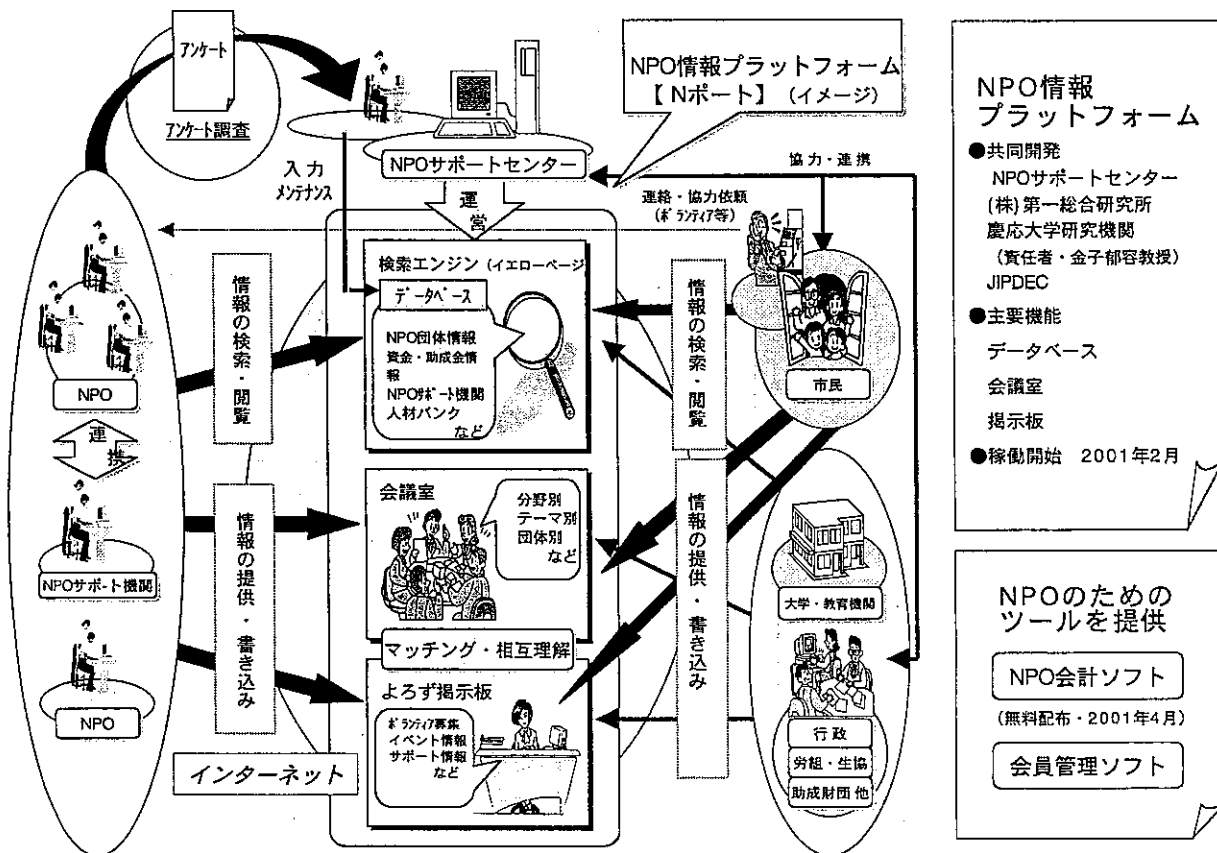 アンケート
アンケート調査
入力
メンテナンス
NPOサポートセンター
運営
NPO情報プラットフォーム
【 Nポート】（イメージ）
協力・連携
連絡・協力依頼
(ボランティア等)
NPO
連携
NPOサポート機関
NPO
情報の検索・閲覧
情報の提供・書き込み
インターネット
検索エンジン（イエローページ
データベース
NPO団体情報
資金・助成金情
報
NPOサポート機関
人材バンク
など
会議室
分野別
テーマ別
団体別
など
マッチング・相互理解
よろず掲示板
ボランティア募集
イベント情報
サポート情報
など
情報の検索・閲覧
情報の提供・書き込み
市民
大学・教育機関
行政
労組・生協
助成財団他
NPO情報
プラットフォーム
●共同開発
NPOサポートセンター
(株)第一総合研究所
慶応大学研究機関
（責任者・金子郁容教授）
JIPDEC
●主要機能
データベース
会議室
掲示板
●稼働開始　2001年2月
NPOのための
ツールを提供
NPO会計ソフト
（無料配布・2001年4月）
会員管理ソフト